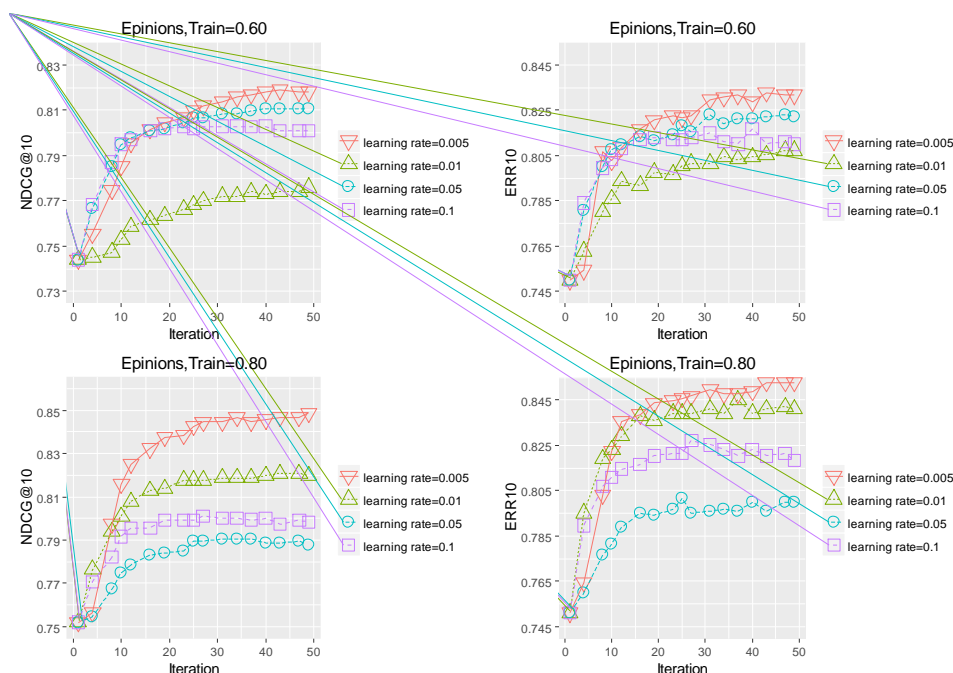 Epinions,Train=0.60
NDCG@10
0.83
0.81
0.79
0.77
0.75
0.73
0 10 20 30 40 50
Iteration
learning rate=0.005
learning rate=0.01
learning rate=0.05
learning rate=0.1
Epinions,Train=0.60
ERR10
0.845
0.825
0.805
0.785
0.765
0.745
0 10 20 30 40 50
Iteration
learning rate=0.005
learning rate=0.01
learning rate=0.05
learning rate=0.1
Epinions,Train=0.80
NDCG@10
0.85
0.83
0.81
0.79
0.77
0.75
0 10 20 30 40 50
Iteration
learning rate=0.005
learning rate=0.01
learning rate=0.05
learning rate=0.1
Epinions,Train=0.80
ERR10
0.845
0.825
0.805
0.785
0.765
0.745
0 10 20 30 40 50
Iteration
learning rate=0.005
learning rate=0.01
learning rate=0.05
learning rate=0.1